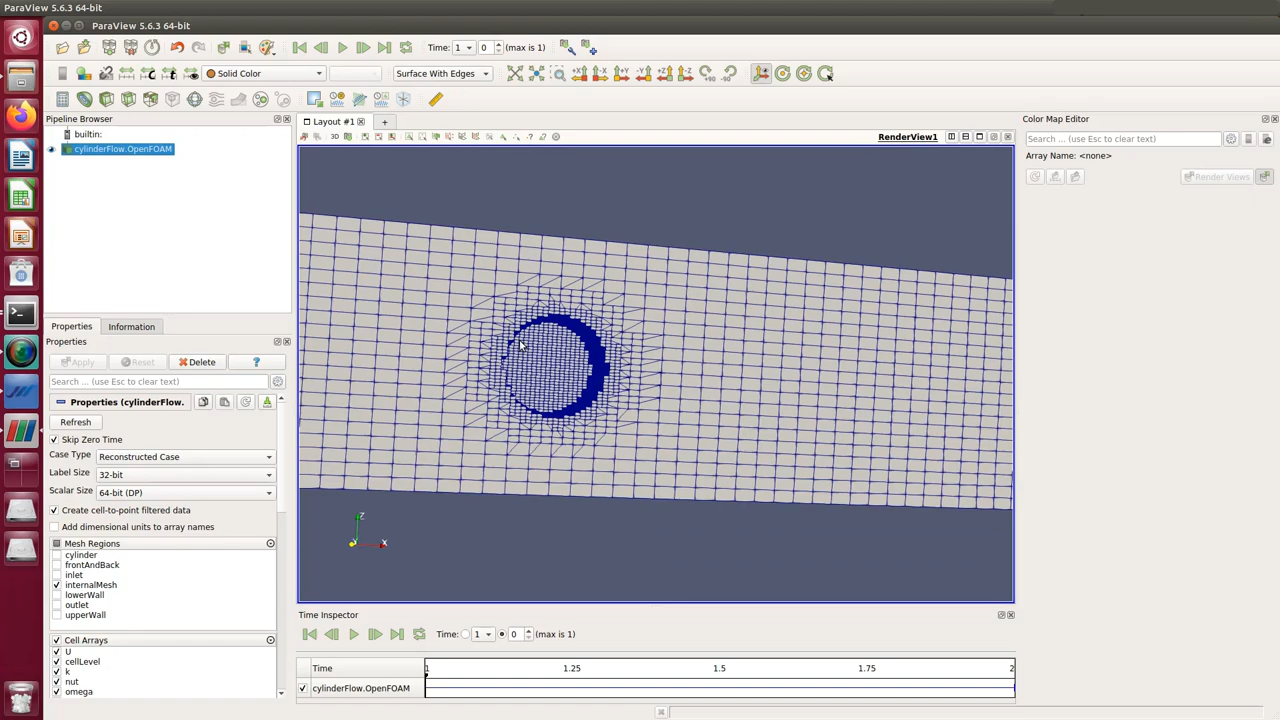 ParaView 5.6.3 64-bit
ParaView 5.6.3 64-bit
Time: 1 0 (max is 1)
Solid Color
Surface With Edges
+X -X +Y -Y +Z -Z +90 -90
Pipeline Browser
Layout #1
+
Color Map Editor
builtin:
3D
RenderView1
Search ... (use Esc to clear text)
cylinderFlow.OpenFOAM
Array Name: <none>
Render Views
Properties
Information
Properties
Apply
Reset
Delete
?
Search ... (use Esc to clear text)
Properties (cylinderFlow.
Refresh
Skip Zero Time
Case Type
Reconstructed Case
Label Size
32-bit
Scalar Size
64-bit (DP)
Create cell-to-point filtered data
Add dimensional units to array names
Mesh Regions
cylinder
frontAndBack
inlet
internalMesh
lowerWall
outlet
upperWall
Z
Y
X
Cell Arrays
U
cellLevel
k
nut
omega
Time Inspector
Time: 1 0 (max is 1)
Time
1
1.25
1.5
1.75
2
cylinderFlow.OpenFOAM